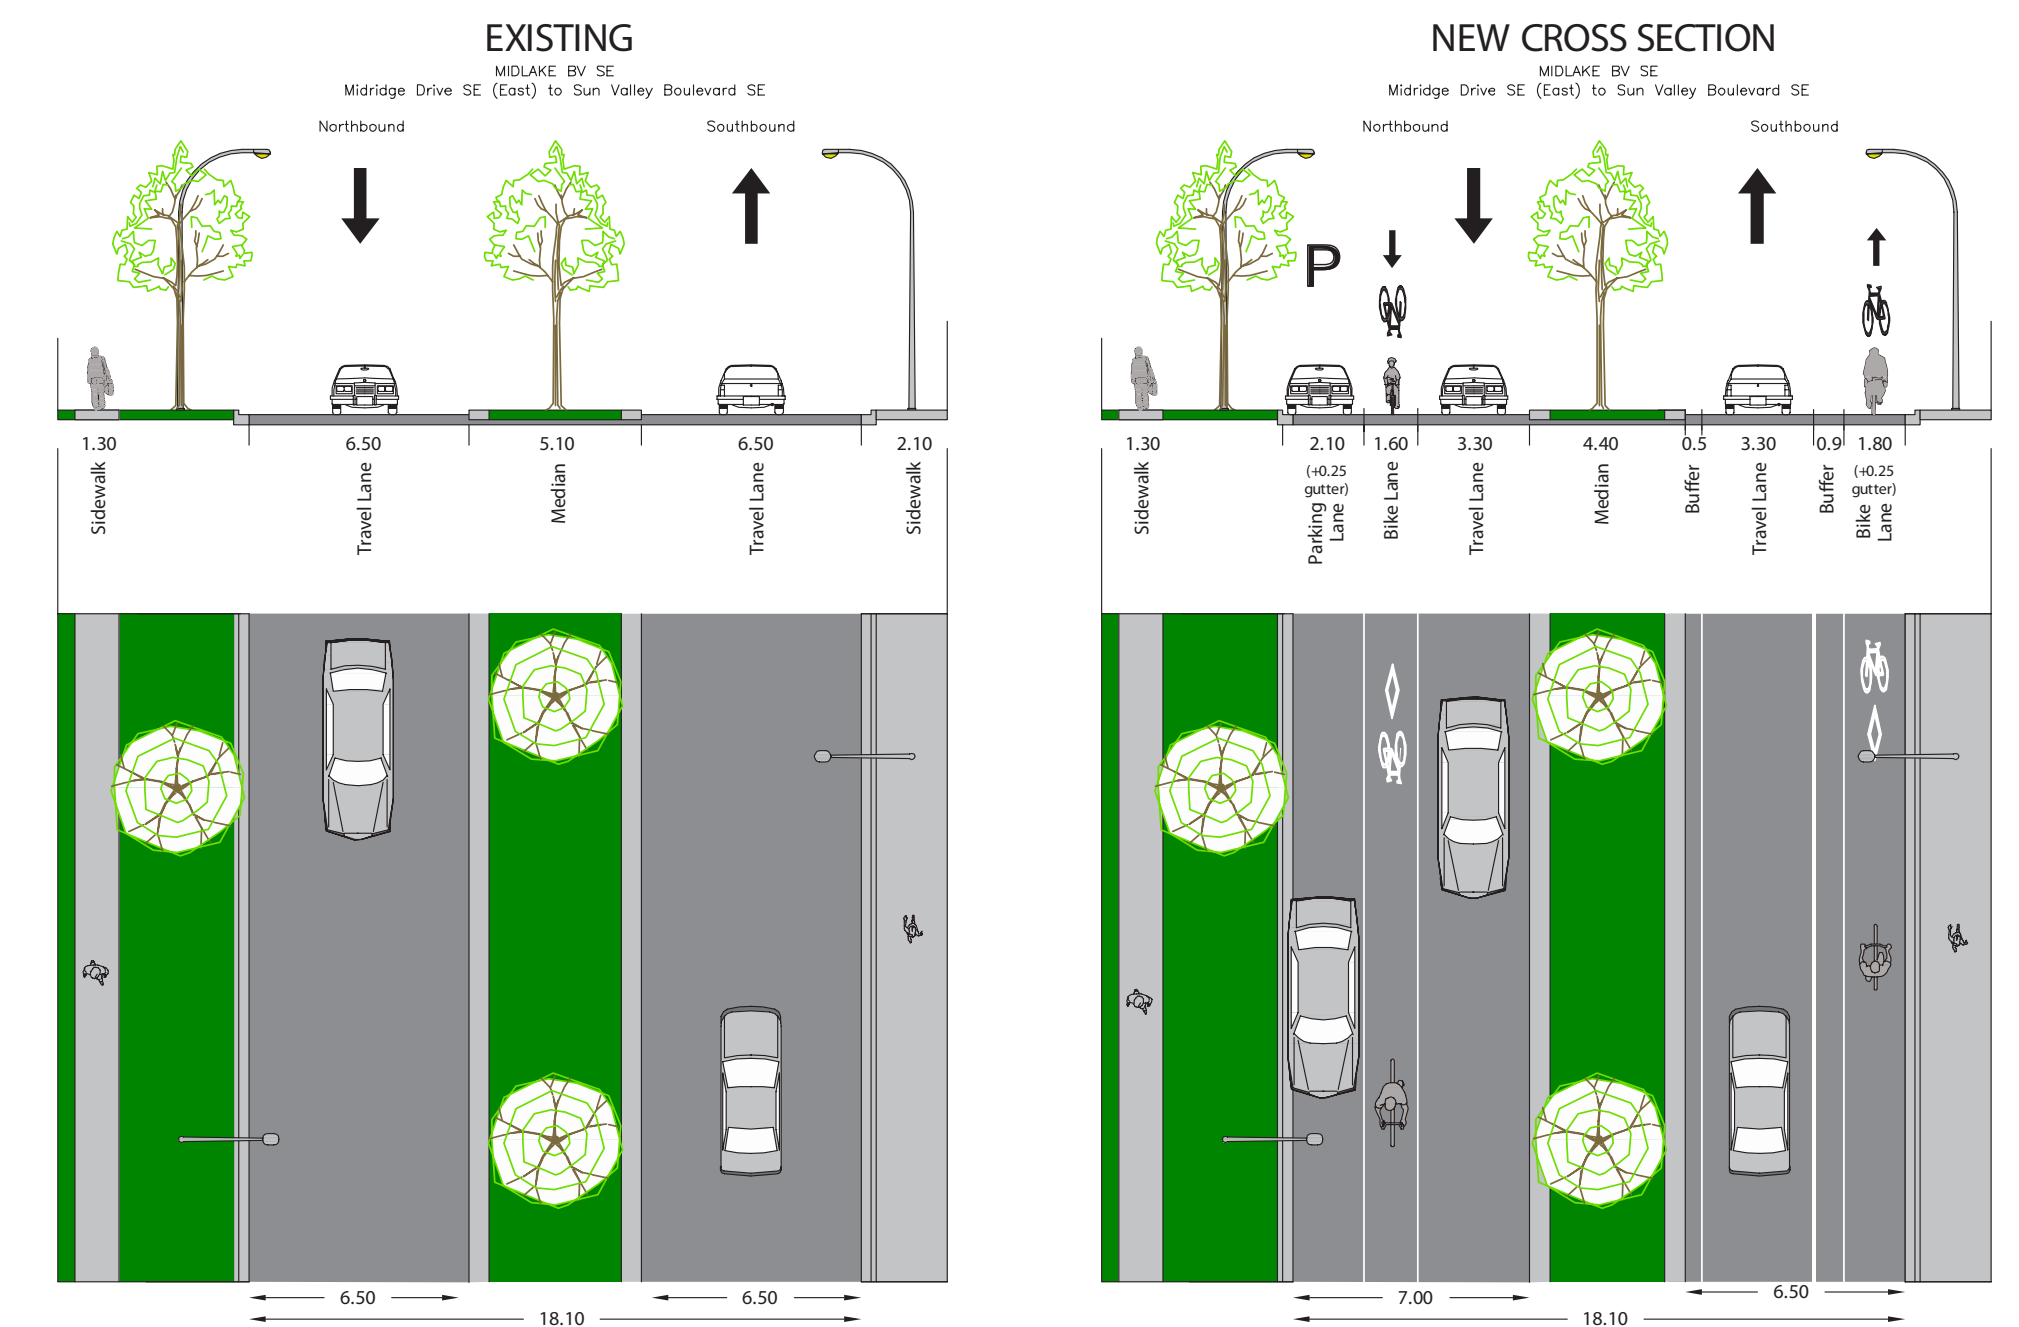 EXISTING
MIDLAKE BV SE
Midridge Drive SE (East) to Sun Valley Boulevard SE
Northbound
Southbound
1.30
6.50
5.10
6.50
2.10
Sidewalk
Travel Lane
Median
Travel Lane
Sidewalk
6.50
6.50
18.10
NEW CROSS SECTION
MIDLAKE BV SE
Midridge Drive SE (East) to Sun Valley Boulevard SE
Northbound
Southbound
P
1.30
2.10
1.60
3.30
4.40
0.5
3.30
0.9
1.80
(+0.25
gutter)
(+0.25
gutter)
Sidewalk
Parking
Lane
Bike Lane
Travel Lane
Median
Buffer
Travel Lane
Buffer
Bike
Lane
7.00
6.50
18.10